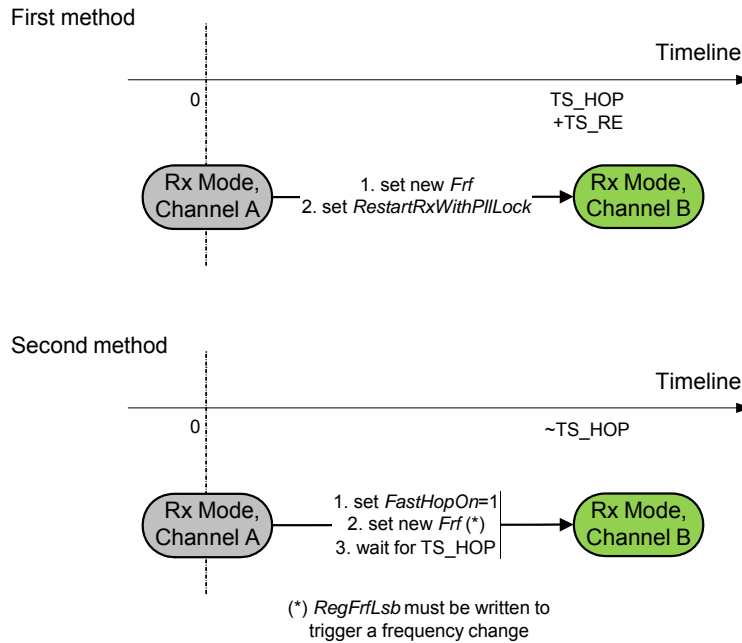 First method
Timeline
0
TS_HOP
+TS_RE
Rx Mode,
Channel A
1. set new Frf
2. set RestartRxWithPllLock
Rx Mode,
Channel B
Second method
Timeline
0
~TS_HOP
Rx Mode,
Channel A
1. set FastHopOn=1
2. set new Frf (*)
3. wait for TS_HOP
Rx Mode,
Channel B
(*) RegFrfLsb must be written to
trigger a frequency change